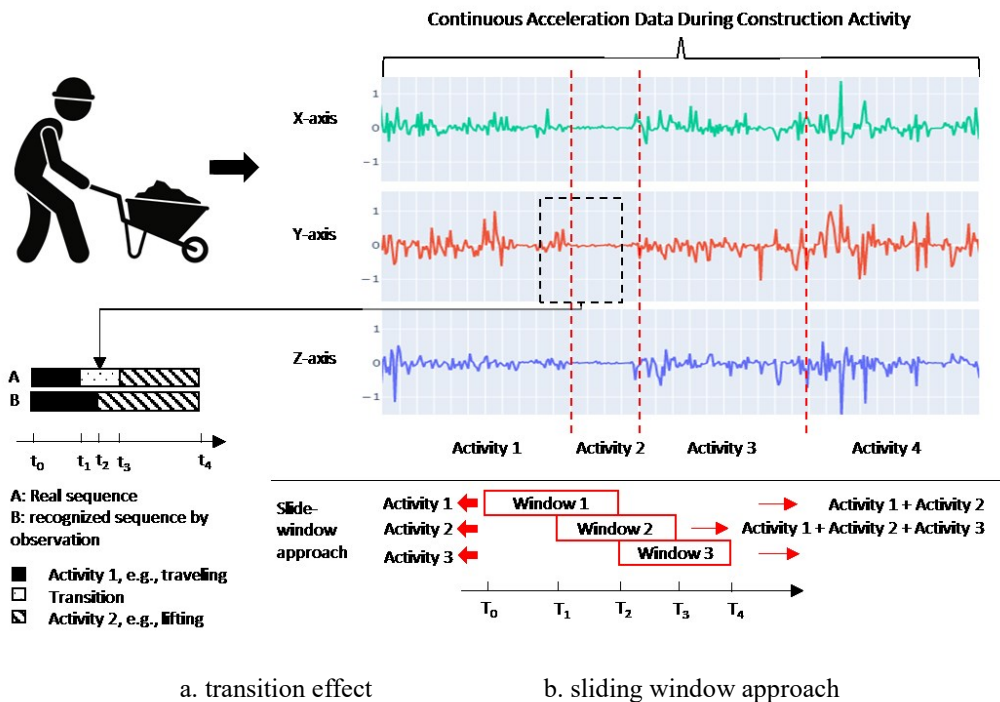 Continuous Acceleration Data During Construction Activity
X-axis
1
0
−1
Y-axis
1
0
−1
Z-axis
1
0
−1
Activity 1 Activity 2 Activity 3 Activity 4
A
B
t0 t1 t2 t3 t4
A: Real sequence
B: recognized sequence by
observation
Activity 1, e.g., traveling
Transition
Activity 2, e.g., lifting
Slide-
window
approach
Activity 1 Window 1 Activity 1 + Activity 2
Activity 2 Window 2 Activity 1 + Activity 2 + Activity 3
Activity 3 Window 3
T0 T1 T2 T3 T4
a. transition effect b. sliding window approach